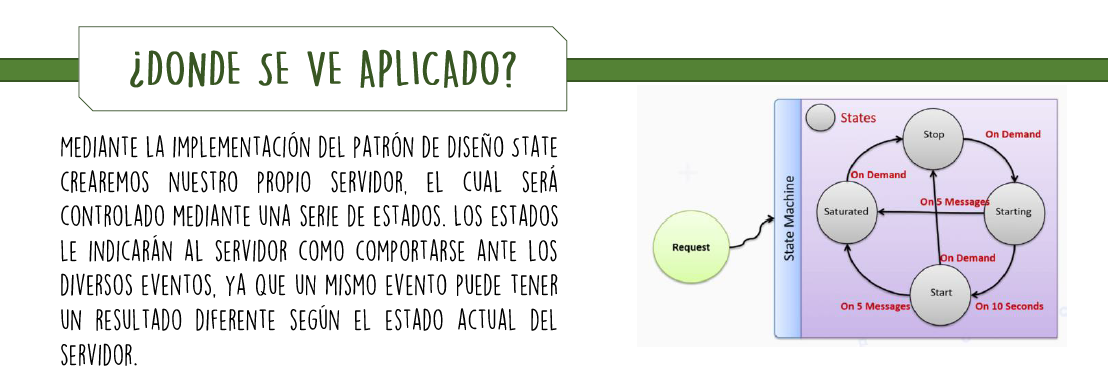 ¿DONDE SE VE APLICADO?
MEDIANTE LA IMPLEMENTACIÓN DEL PATRÓN DE DISEÑO STATE
CREAREMOS NUESTRO PROPIO SERVIDOR, EL CUAL SERÁ
CONTROLADO MEDIANTE UNA SERIE DE ESTADOS. LOS ESTADOS
LE INDICARÁN AL SERVIDOR COMO COMPORTARSE ANTE LOS
DIVERSOS EVENTOS, YA QUE UN MISMO EVENTO PUEDE TENER
UN RESULTADO DIFERENTE SEGÚN EL ESTADO ACTUAL DEL
SERVIDOR.
Request
State Machine
States
Stop
On Demand
On Demand
Saturated
On 5 Messages
Starting
On Demand
Start
On 5 Messages
On 10 Seconds